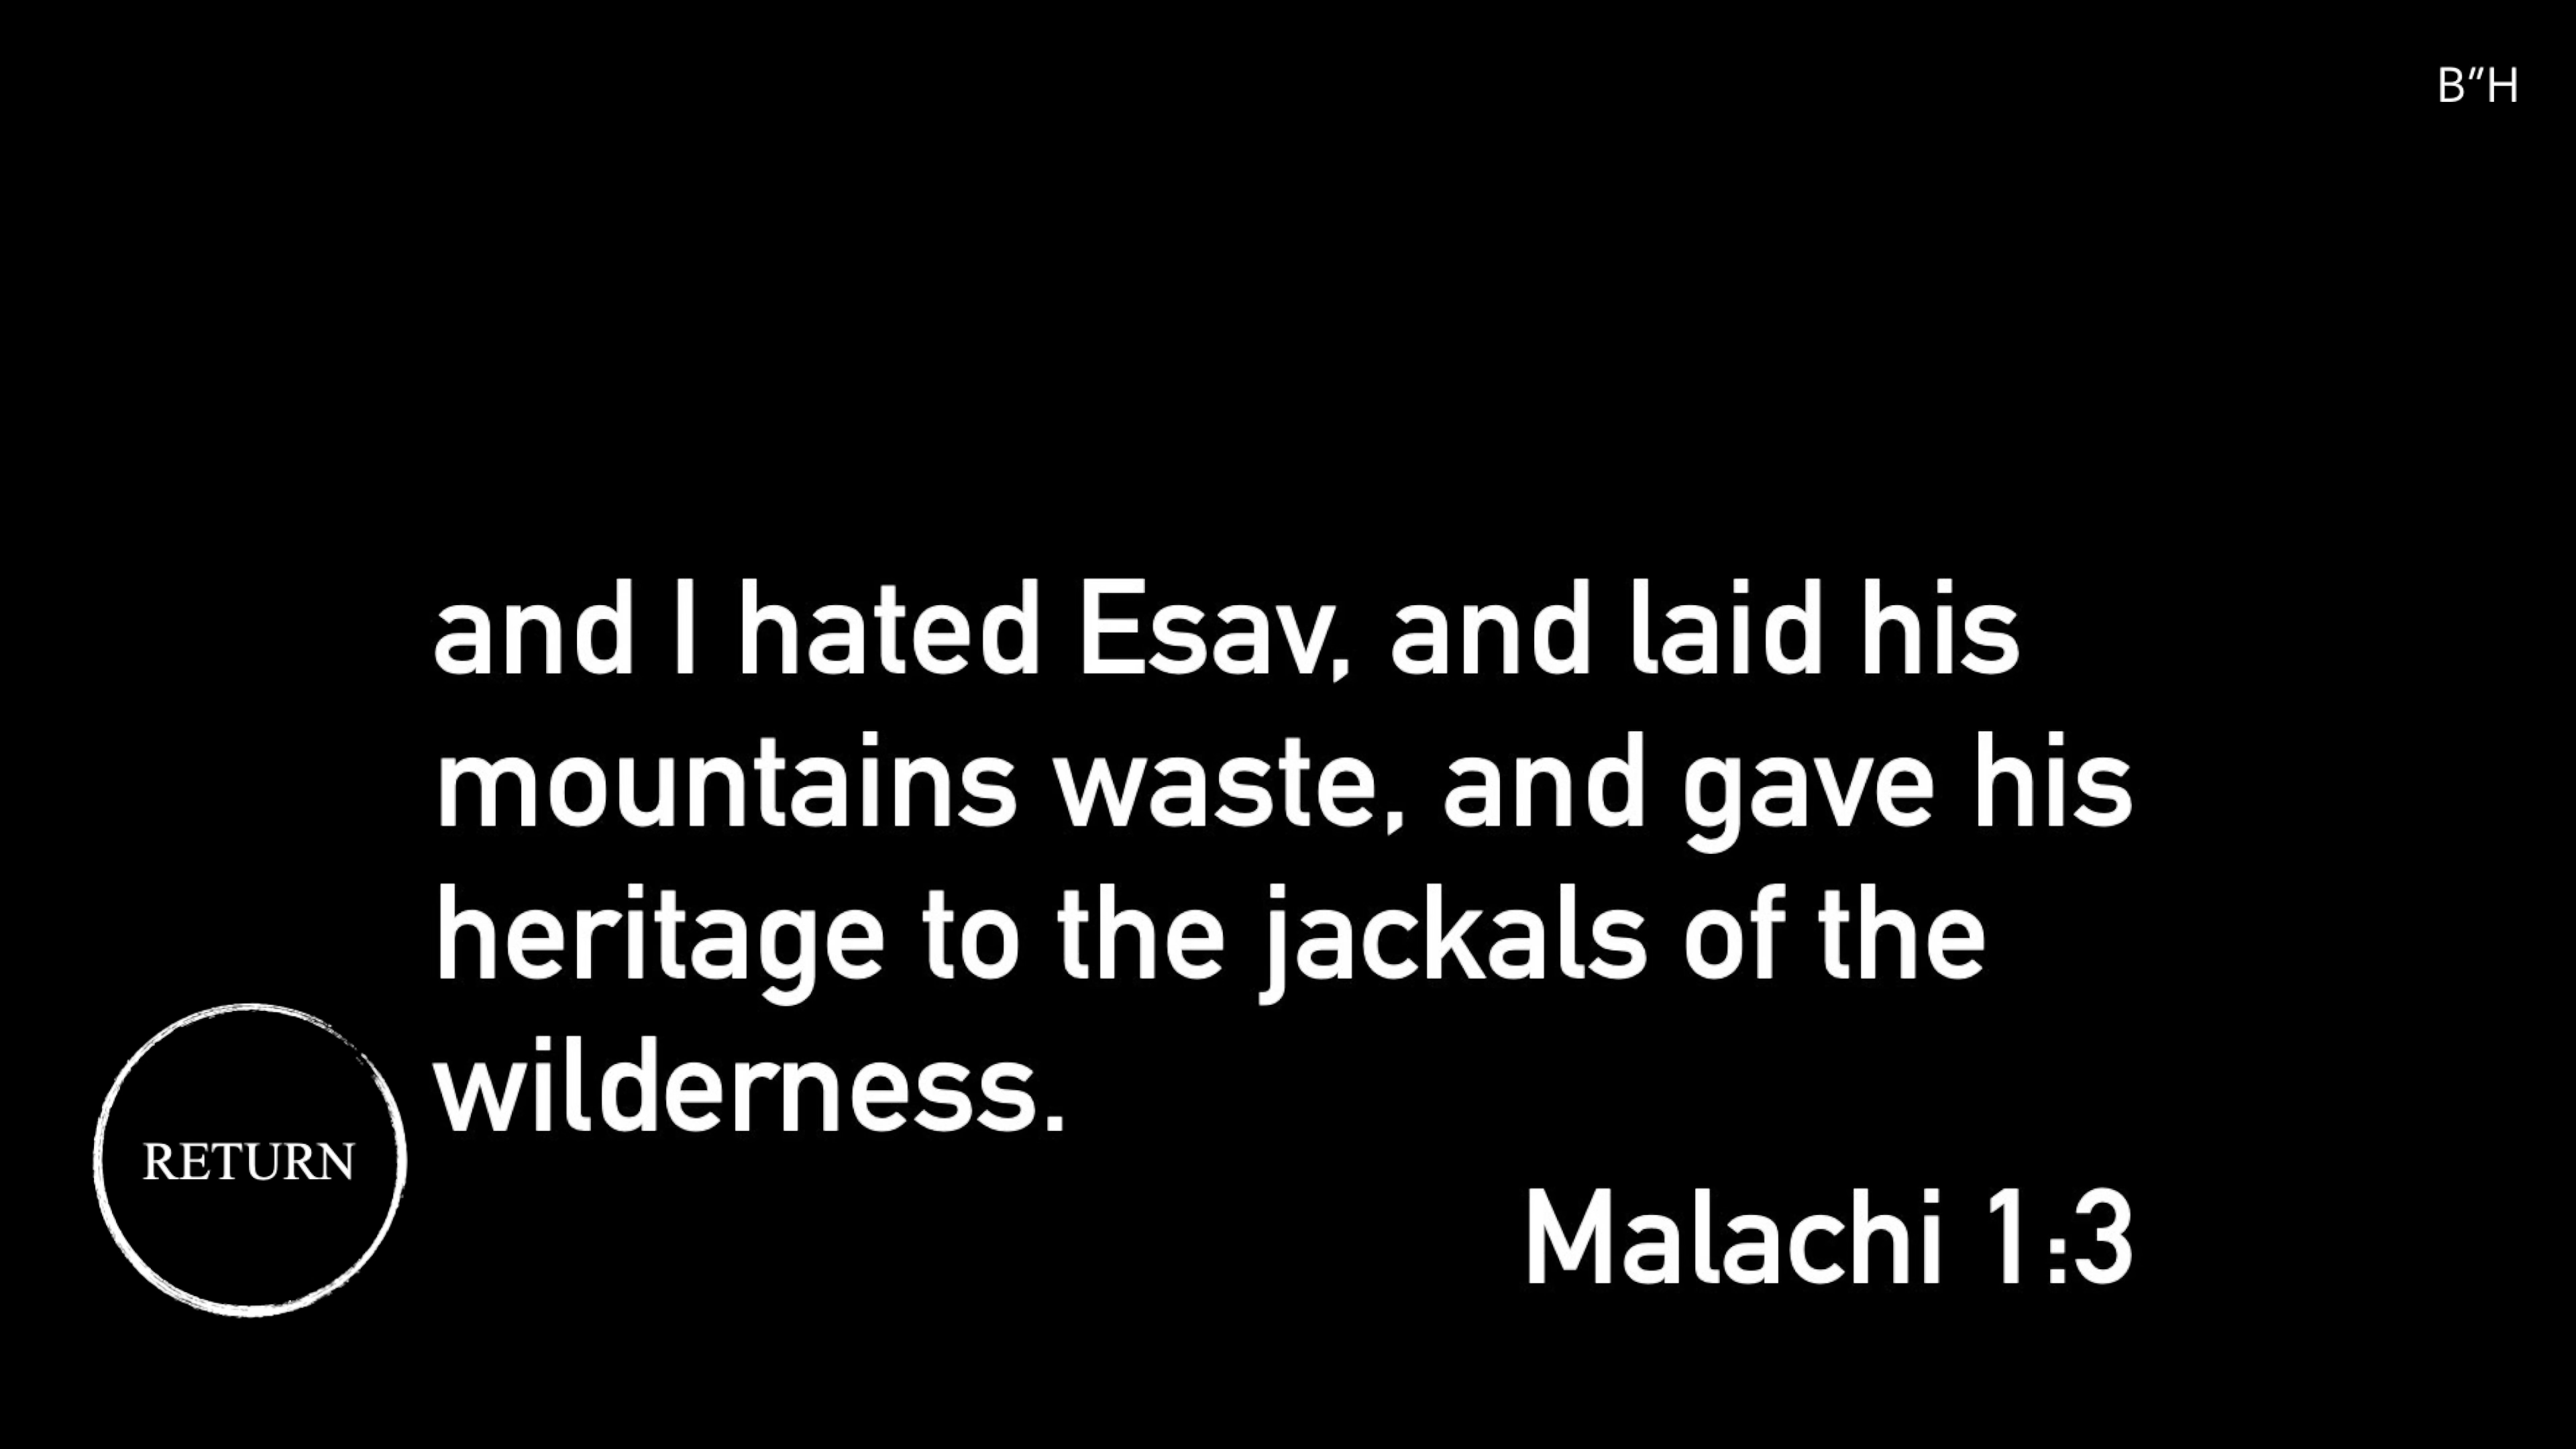 B"H
and I hated Esav, and laid his
mountains waste, and gave his
heritage to the jackals of the
wilderness.
RETURN
Malachi 1:3